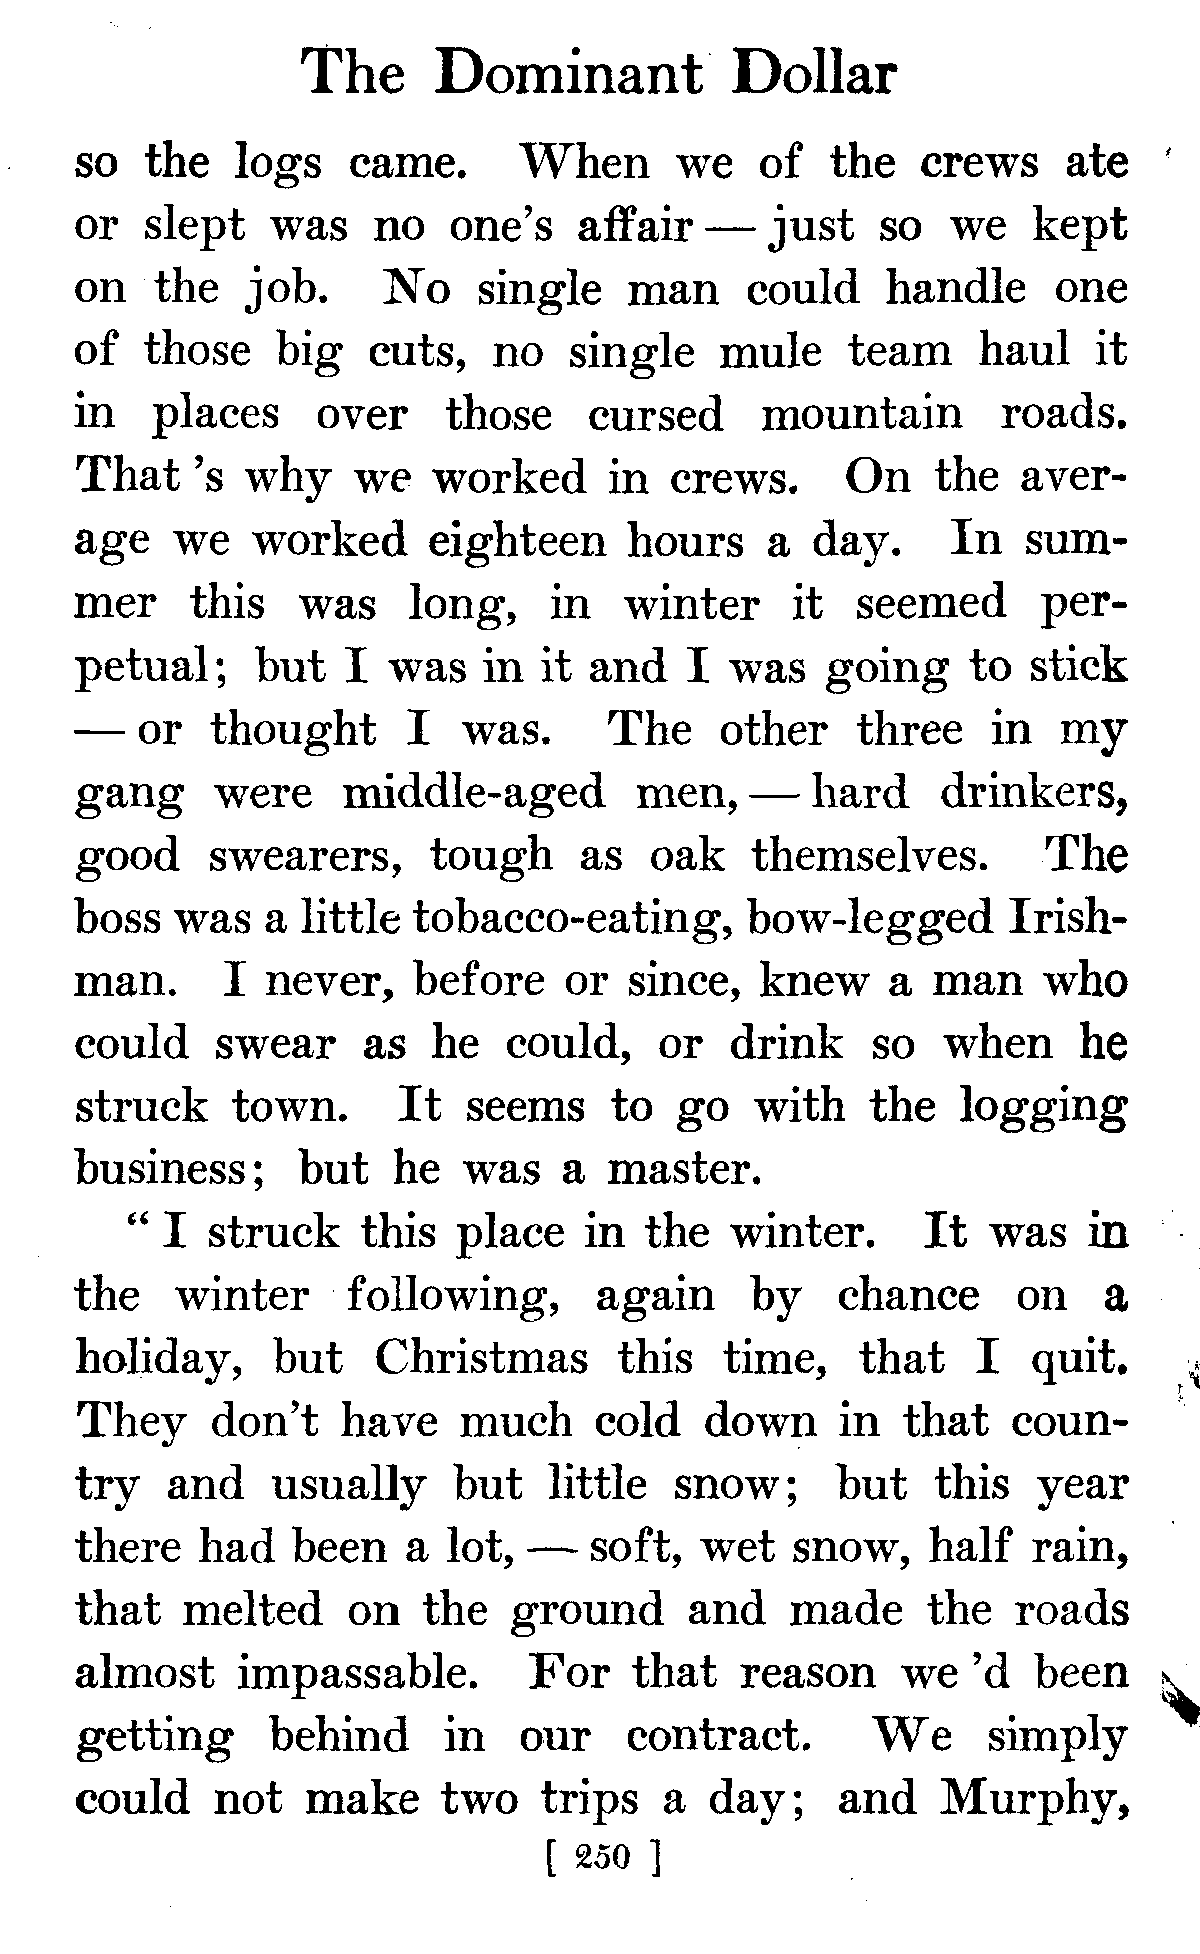 The Dominant Dollar
so the logs came. When we of the crews ate
or slept was no one's affair — just so we kept
on the job. No single man could handle one
of those big cuts, no single mule team haul it
in places over those cursed mountain roads.
That 's why we worked in crews. On the aver-
age we worked eighteen hours a day. In sum-
mer this was long, in winter it seemed per-
petual; but I was in it and I was going to stick
— or thought I was. The other three in my
gang were middle-aged men, — hard drinkers,
good swearers, tough as oak themselves. The
boss was a little tobacco-eating, bow-legged Irish-
man. I never, before or since, knew a man who
could swear as he could, or drink so when he
struck town. It seems to go with the logging
business; but he was a master.
“ I struck this place in the winter. It was in
the winter following, again by chance on a
holiday, but Christmas this time, that I quit.
They don't have much cold down in that coun-
try and usually but little snow; but this year
there had been a lot, — soft, wet snow, half rain,
that melted on the ground and made the roads
almost impassable. For that reason we 'd been
getting behind in our contract. We simply
could not make two trips a day; and Murphy,
[ 250 ]